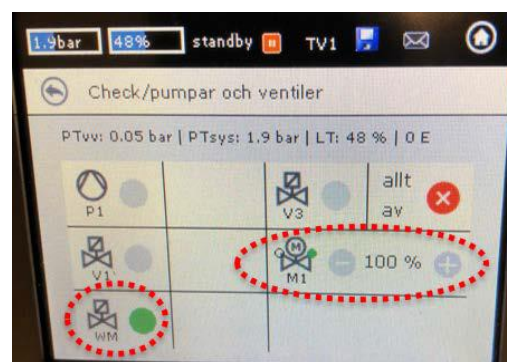 1.9bar 48% standby TV1
Check/pumpar och ventiler
PTvv: 0.05 bar | PTsys: 1.9 bar | LT: 48 % | 0 E
P1 V3 allt av
V1 M M1 100 %
WM